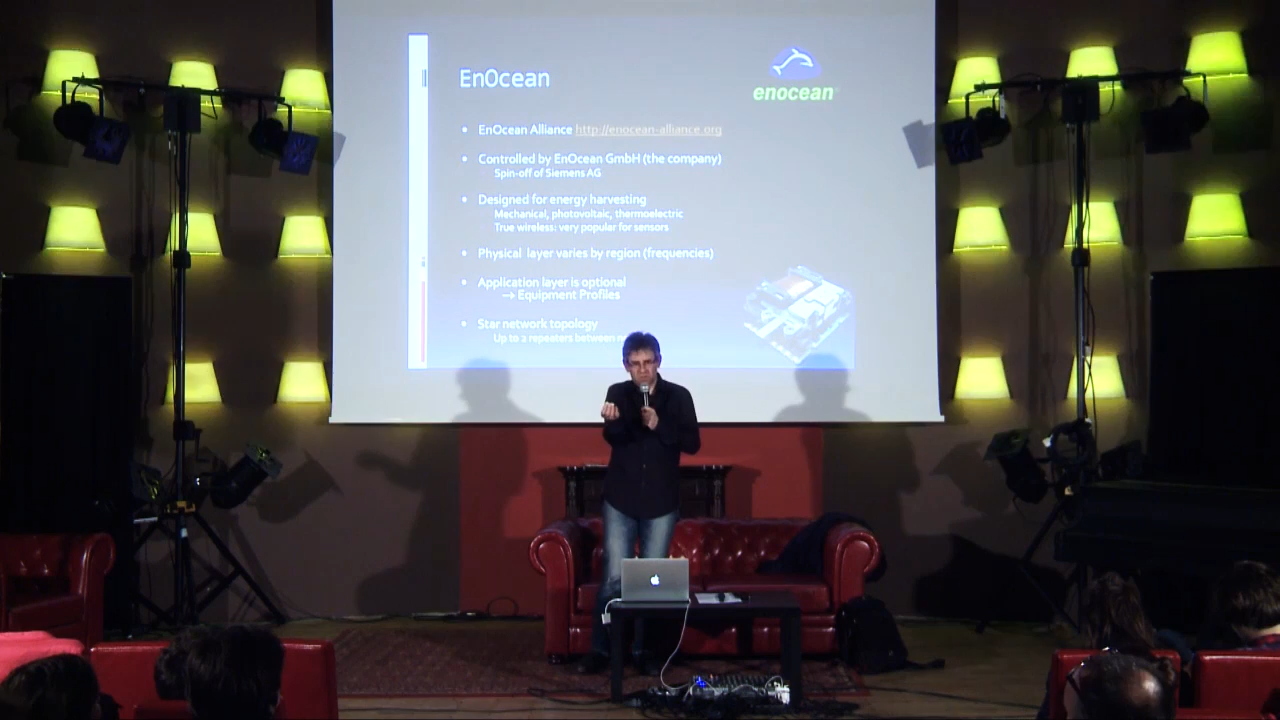 EnOcean
enocean
EnOcean Alliance http://enocean-alliance.org
Controlled by EnOcean GmbH (the company)
Spin-off of Siemens AG
Designed for energy harvesting
Mechanical, photovoltaic, thermoelectric
True wireless: very popular for sensors
Physical layer varies by region (frequencies)
Application layer is optional
→ Equipment Profiles
Star network topology
Up to 2 repeaters between